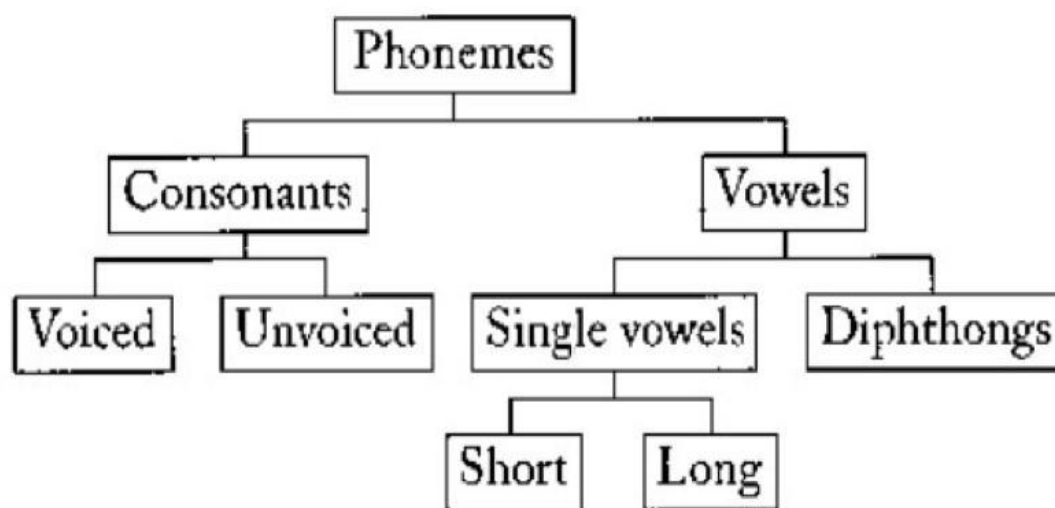 Phonemes
Consonants Vowels
Voiced Unvoiced Single vowels Diphthongs
Short Long